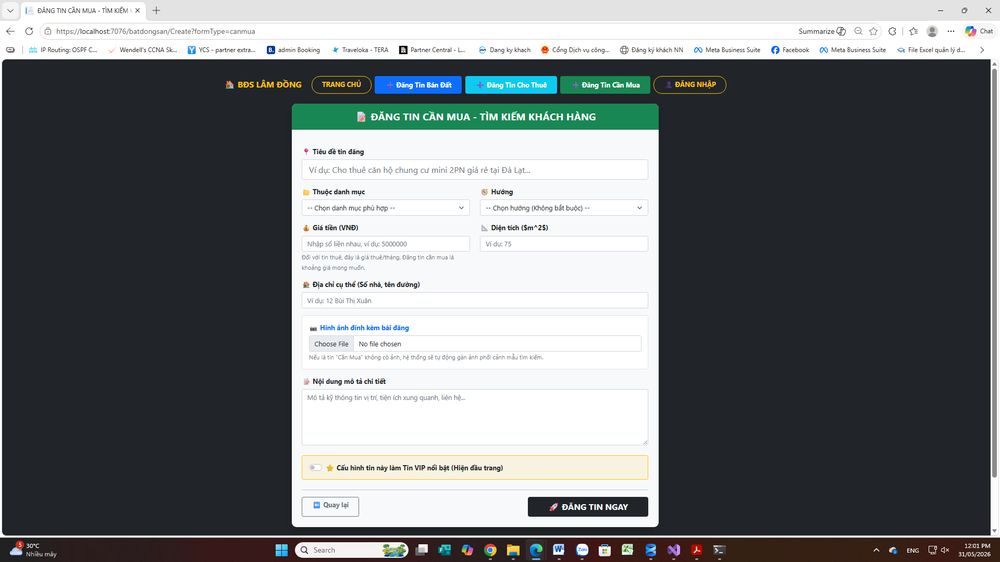 ĐĂNG TIN CẦN MUA - TÌM KIẾM K
https://localhost:7076/batdongsan/Create?formType=canmua
Summarize
Chat
IP Routing: OSPF C...
Wendell's CCNA Sk...
YCS - partner extra...
admin Booking
Traveloka - TERA
Partner Central - L...
Dang ky khach
Cổng Dịch vụ công...
Đăng ký khách NN
Meta Business Suite
Facebook
Meta Business Suite
File Excel quản lý d...
BĐS LÂM ĐỒNG
TRANG CHỦ
Đăng Tin Bán Đất
Đăng Tin Cho Thuê
Đăng Tin Cần Mua
ĐĂNG NHẬP
ĐĂNG TIN CẦN MUA - TÌM KIẾM KHÁCH HÀNG
Tiêu đề tin đăng
Ví dụ: Cho thuê căn hộ chung cư mini 2PN giá rẻ tại Đà Lạt...
Thuộc danh mục
Hướng
-- Chọn danh mục phù hợp --
-- Chọn hướng (Không bắt buộc) --
Giá tiền (VNĐ)
Diện tích ($m^2$)
Nhập số liền nhau, ví dụ: 5000000
Ví dụ: 75
Đối với tin thuê, đây là giá thuê/tháng. Đăng tin cần mua là
khoảng giá mong muốn.
Địa chỉ cụ thể (Số nhà, tên đường)
Ví dụ: 12 Bùi Thị Xuân
Hình ảnh đính kèm bài đăng
Choose File
No file chosen
Nếu là tin "Cần Mua" không có ảnh, hệ thống sẽ tự động gán ảnh phối cảnh mẫu tìm kiếm.
Nội dung mô tả chi tiết
Mô tả kỹ thông tin vị trí, tiện ích xung quanh, liên hệ...
Cấu hình tin này làm Tin VIP nổi bật (Hiện đầu trang)
Quay lại
ĐĂNG TIN NGAY
5
30°C
Nhiều mây
Search
ENG
12:01 PM
31/05/2026